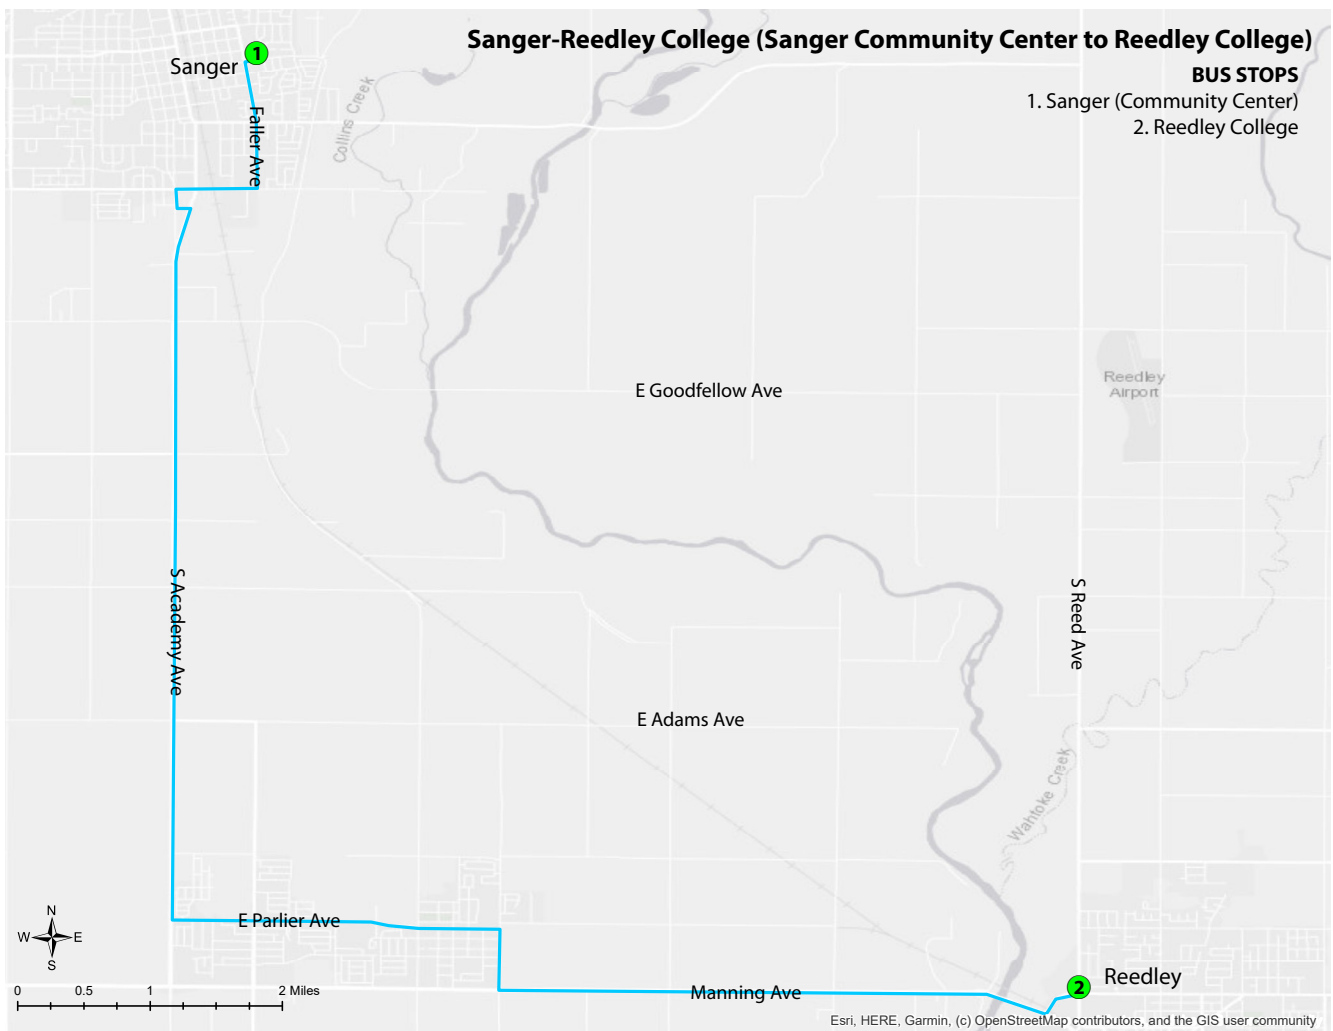 Sanger-Reedley College (Sanger Community Center to Reedley College)
BUS STOPS
1. Sanger (Community Center)
2. Reedley College
1
Sanger
Faller Ave
Collins Creek
E Goodfellow Ave
Reedley
Airport
S Academy Ave
S Reed Ave
E Adams Ave
Wahtoke Creek
E Parlier Ave
N
W E
S
0 0.5 1 2 Miles
Manning Ave
2
Reedley
Esri, HERE, Garmin, (c) OpenStreetMap contributors, and the GIS user community